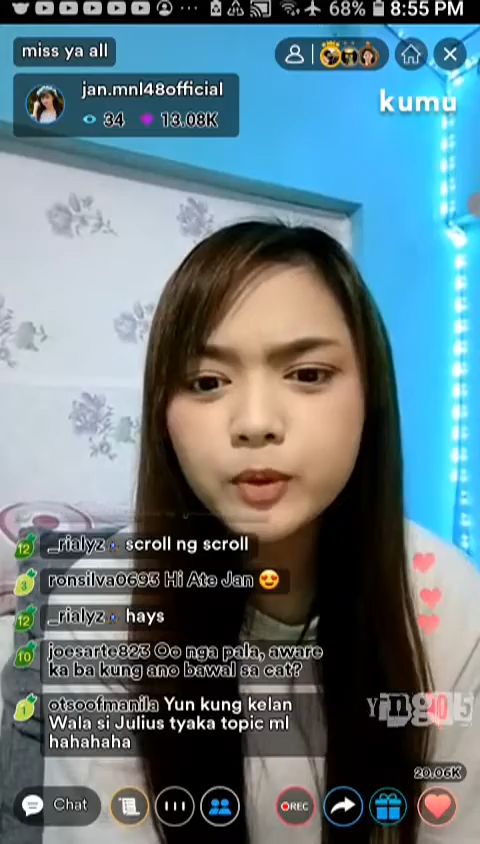 68% 8:55 PM
miss ya all
jan.mnl48official
34 13.08K
kumu
12 _rialyz scroll ng scroll
3 ronsilva0693 Hi Ate Jan 😍
12 _rialyz hays
10 joesarte823 Oo nga pala, aware
ka ba kung ano bawal sa cat?
1 otsoofmanila Yun kung kelan
Wala si Julius tyaka topic ml
hahahaha
20.06K
Chat
REC